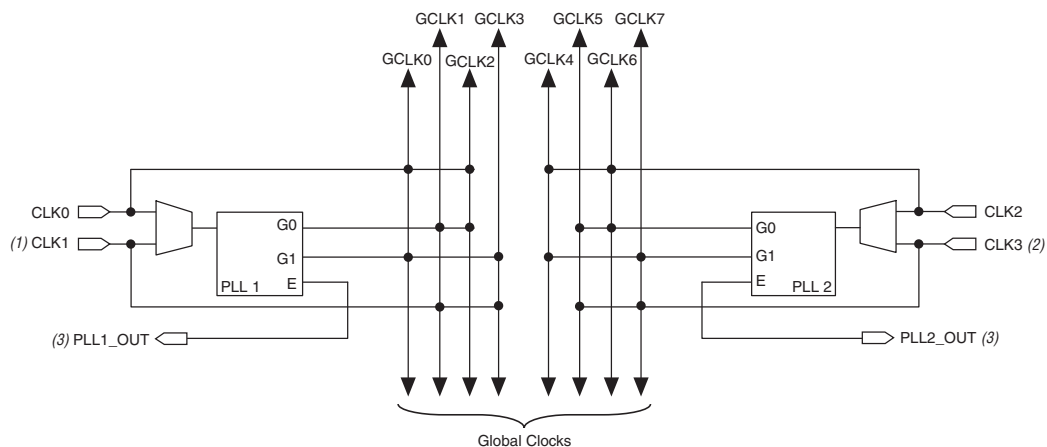 GCLK1 GCLK3 GCLK5 GCLK7
GCLK0 GCLK2 GCLK4 GCLK6
CLK0
(1) CLK1
G0
G1
E
PLL 1
(3) PLL1_OUT
CLK2
CLK3 (2)
G0
G1
E
PLL 2
PLL2_OUT (3)
Global Clocks